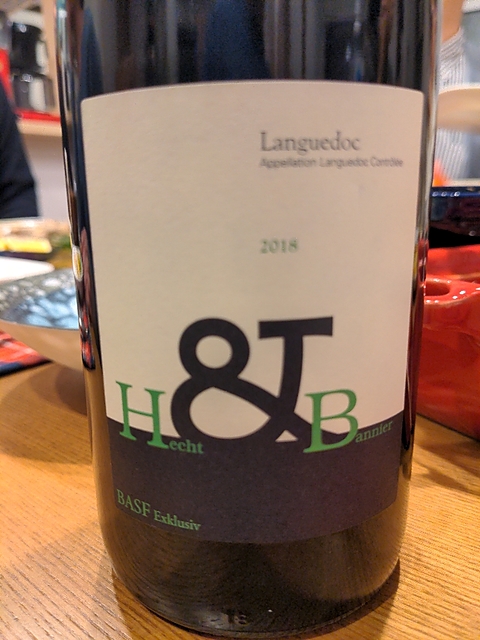 Languedoc
Appellation Languedoc Contrôlée
2018
Hecht & Bannier
BASF Exklusiv